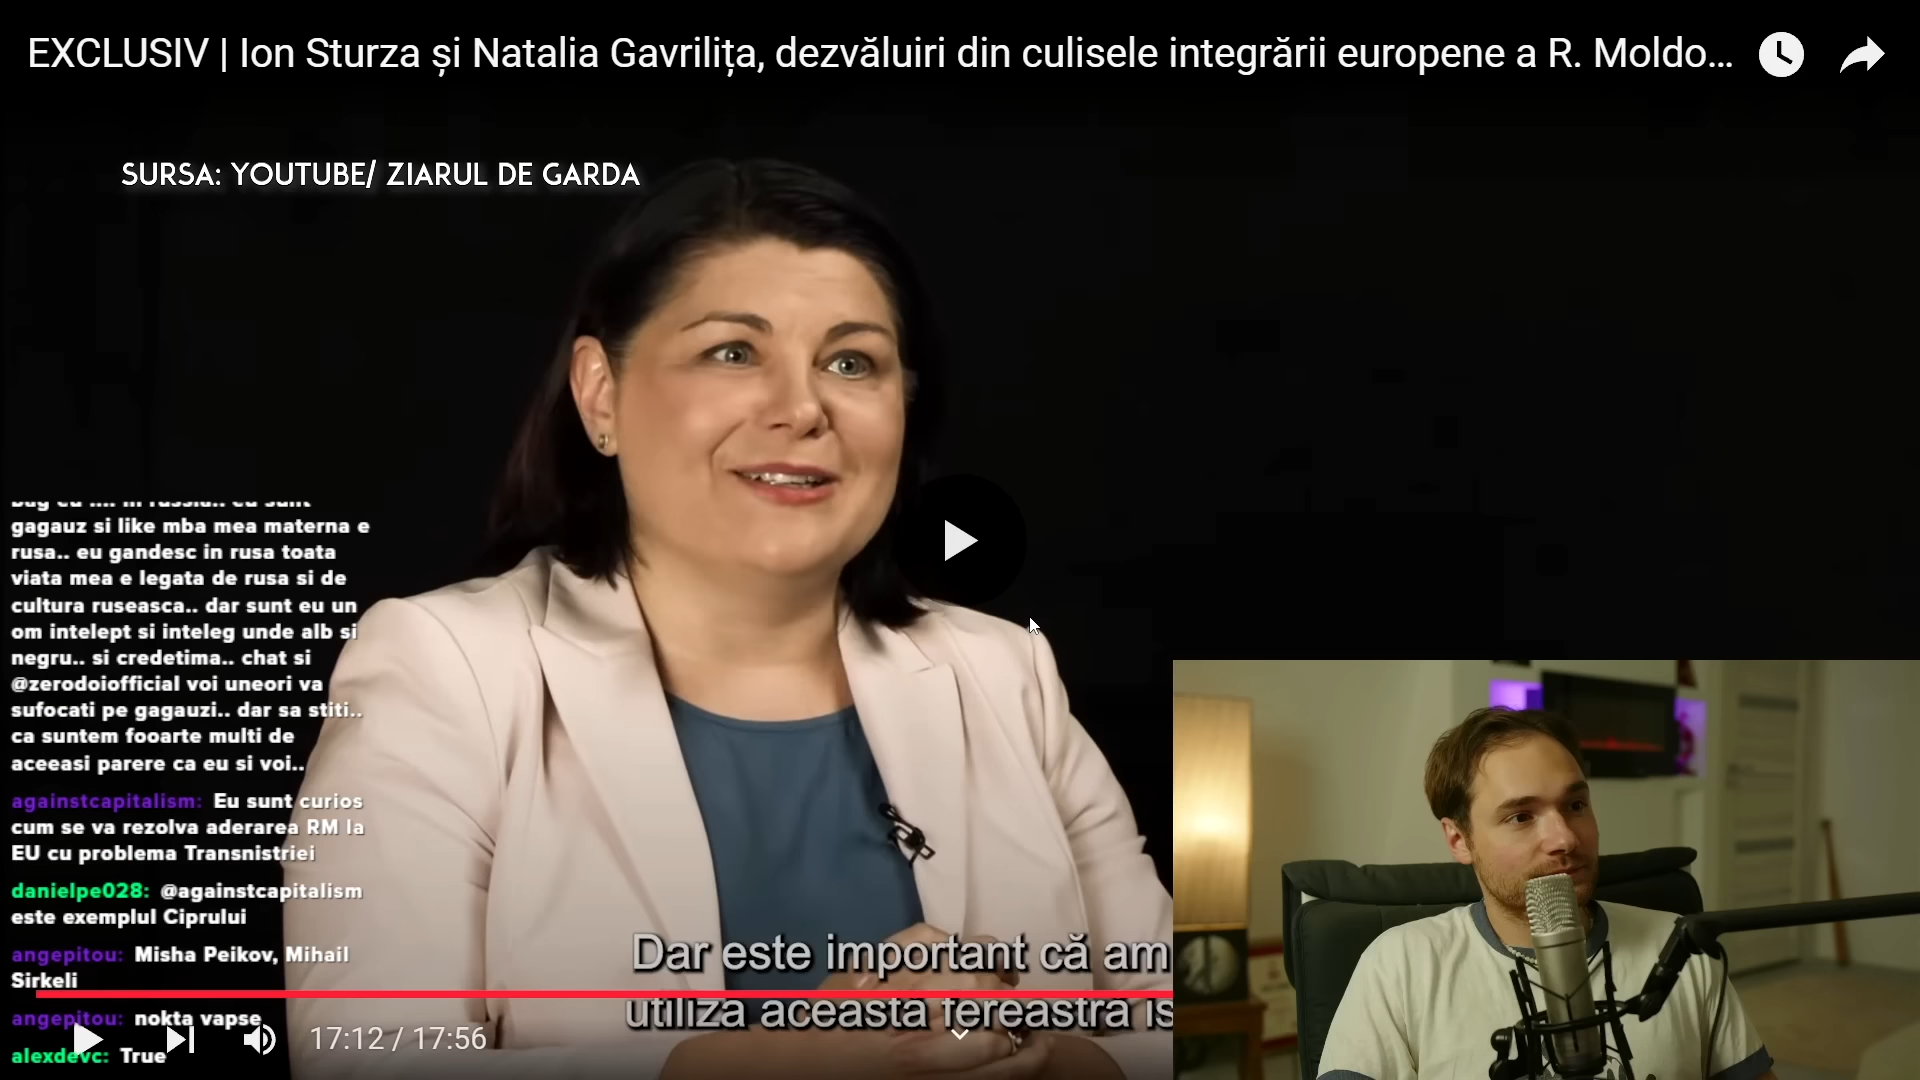 EXCLUSIV | Ion Sturza și Natalia Gavrilița, dezvăluiri din culisele integrării europene a R. Moldo...
SURSA: YOUTUBE/ ZIARUL DE GARDA
gagauz si like mba mea materna e
rusa.. eu gandesc in rusa toata
viata mea e legata de rusa si de
cultura ruseasca.. dar sunt eu un
om intelept si inteleg unde alb si
negru.. si credetima.. chat si
@zerodoiofficial voi uneori va
sufocati pe gagauzi.. dar sa stiti..
ca suntem fooarte multi de
aceeasi parere ca eu si voi..
againstcapitalism: Eu sunt curios
cum se va rezolva aderarea RM la
EU cu problema Transnistriei
danielpe028: @againstcapitalism
este exemplul Ciprului
angepitou: Misha Peikov, Mihail
Sirkeli
angepitou: nokta vapse
alexdevc: True
Dar este important că am
utiliza aceasta fereastra is
17:12 / 17:56